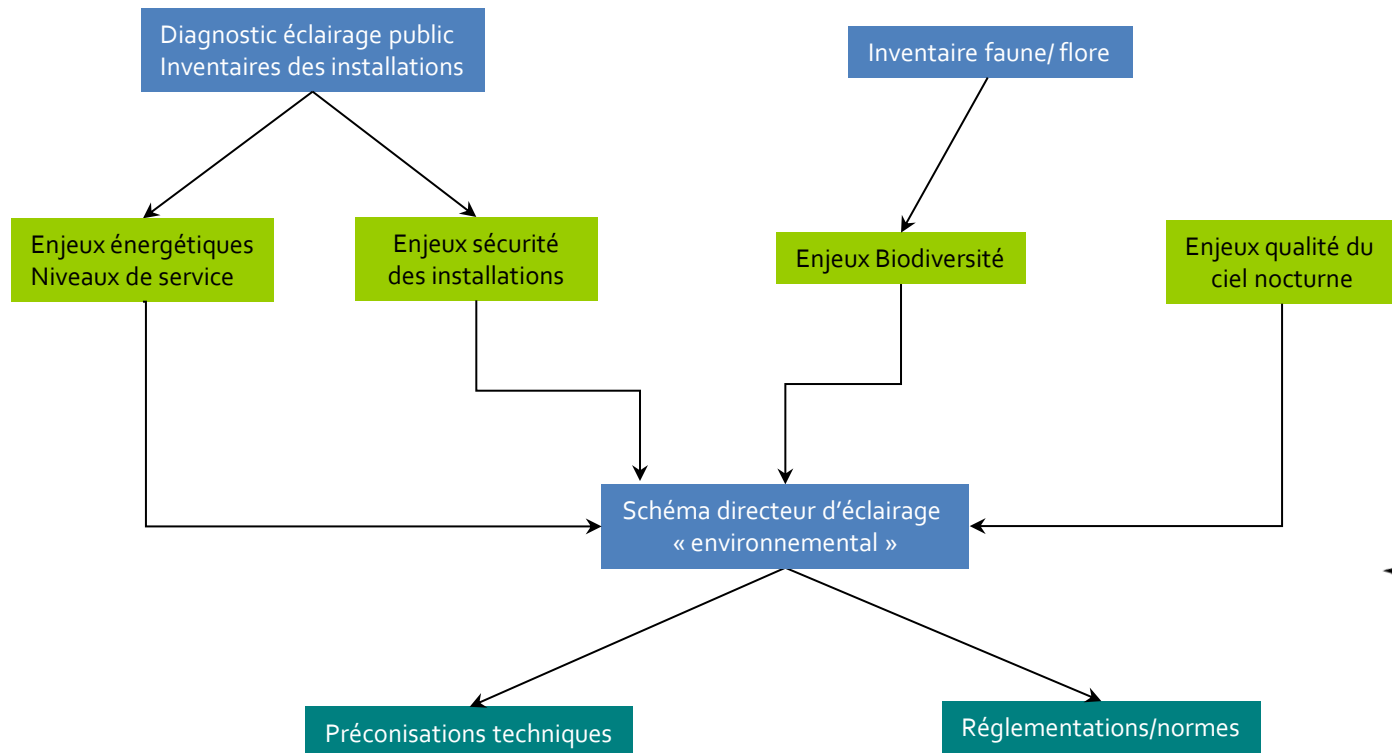 Diagnostic éclairage public
Inventaires des installations
Inventaire faune/ flore
Enjeux énergétiques
Niveaux de service
Enjeux sécurité
des installations
Enjeux Biodiversité
Enjeux qualité du
ciel nocturne
Schéma directeur d’éclairage
« environnemental »
Préconisations techniques
Réglementations/normes